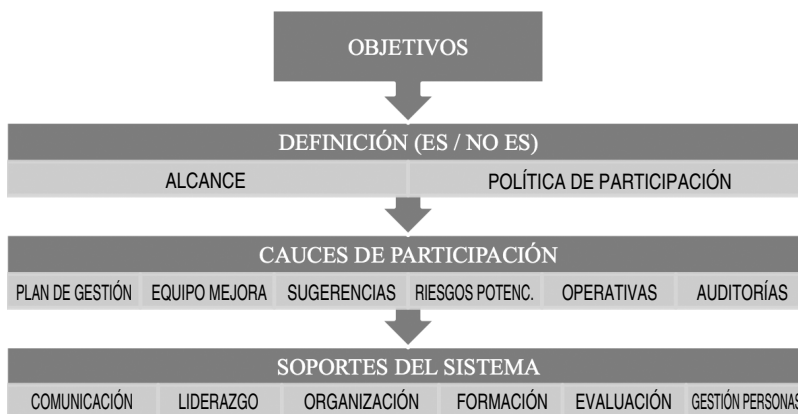 OBJETIVOS
DEFINICIÓN (ES / NO ES)
ALCANCE POLÍTICA DE PARTICIPACIÓN
CAUCES DE PARTICIPACIÓN
PLAN DE GESTIÓN EQUIPO MEJORA SUGERENCIAS RIESGOS POTENC. OPERATIVAS AUDITORÍAS
SOPORTES DEL SISTEMA
COMUNICACIÓN LIDERAZGO ORGANIZACIÓN FORMACIÓN EVALUACIÓN GESTIÓN PERSONAS